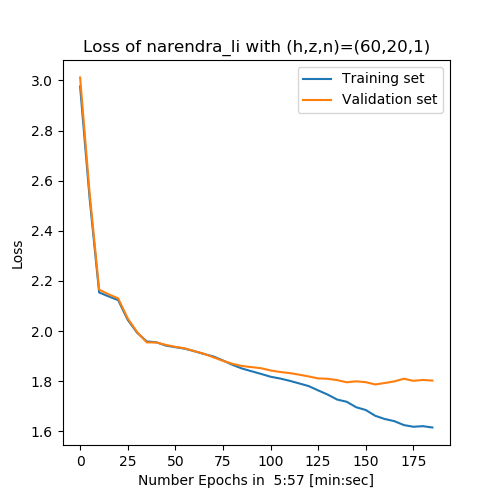 Loss of narendra_li with (h,z,n)=(60,20,1)
Training set
Validation set
3.0
2.8
2.6
2.4
2.2
2.0
1.8
1.6
Loss
0 25 50 75 100 125 150 175
Number Epochs in  5:57 [min:sec]